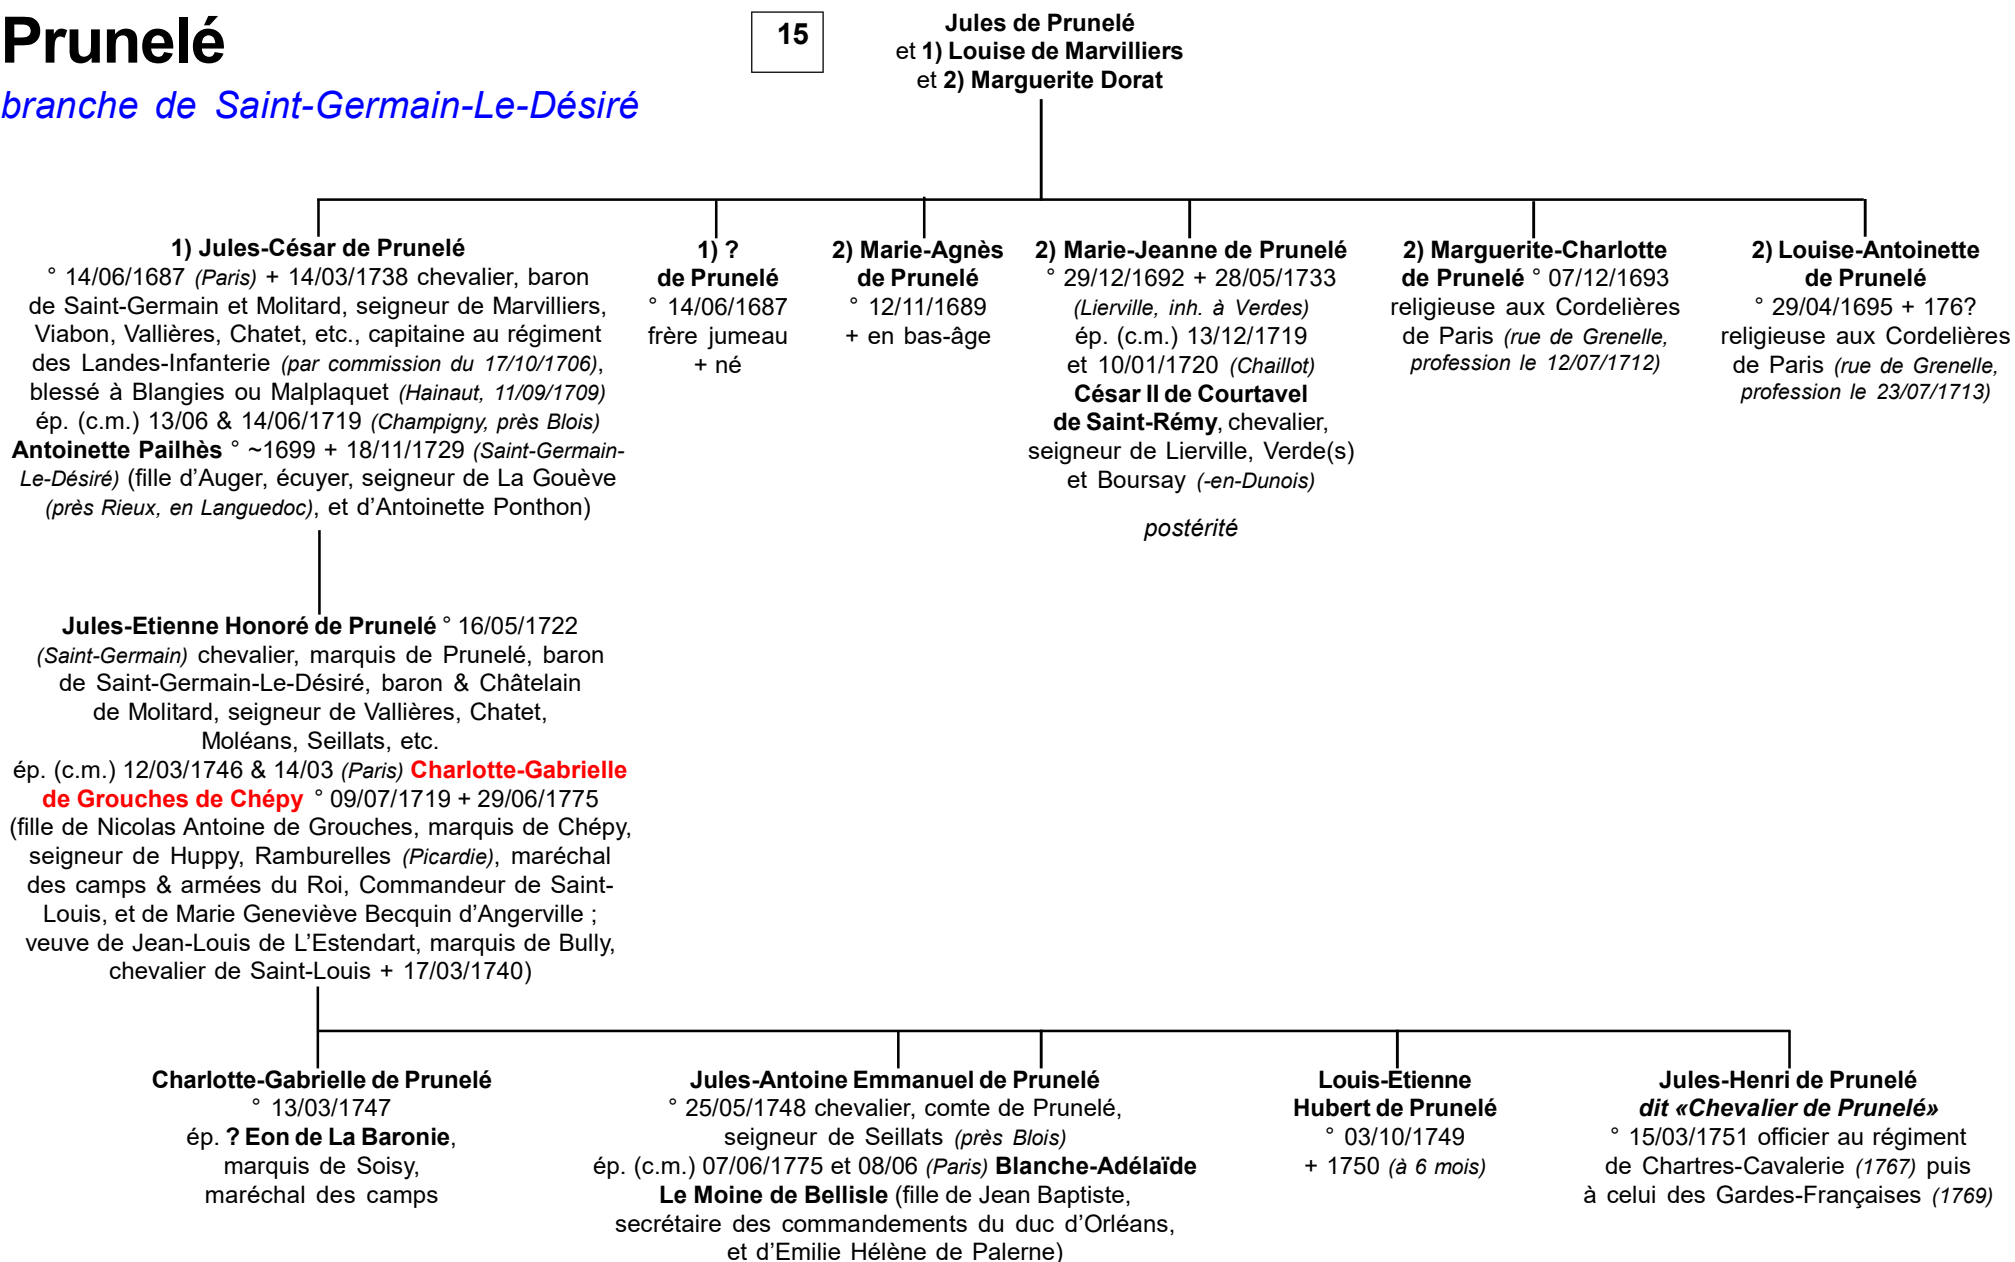 Prunelé
branche de Saint-Germain-Le-Désiré
15
Jules de Prunelé
et 1) Louise de Marvilliers
et 2) Marguerite Dorat
1) Jules-César de Prunelé
° 14/06/1687 (Paris) + 14/03/1738 chevalier, baron
de Saint-Germain et Molitard, seigneur de Marvilliers,
Viabon, Vallières, Chatet, etc., capitaine au régiment
des Landes-Infanterie (par commission du 17/10/1706),
blessé à Blangies ou Malplaquet (Hainaut, 11/09/1709)
ép. (c.m.) 13/06 & 14/06/1719 (Champigny, près Blois)
Antoinette Pailhès ° ~1699 + 18/11/1729 (Saint-Germain-
Le-Désiré) (fille d'Auger, écuyer, seigneur de La Gouève
(près Rieux, en Languedoc), et d'Antoinette Ponthon)
1) ?
de Prunelé
° 14/06/1687
frère jumeau
+ né
2) Marie-Agnès
de Prunelé
° 12/11/1689
+ en bas-âge
2) Marie-Jeanne de Prunelé
° 29/12/1692 + 28/05/1733
(Lierville, inh. à Verdes)
ép. (c.m.) 13/12/1719
et 10/01/1720 (Chaillot)
César II de Courtavel
de Saint-Rémy, chevalier,
seigneur de Lierville, Verde(s)
et Boursay (-en-Dunois)
postérité
2) Marguerite-Charlotte
de Prunelé ° 07/12/1693
religieuse aux Cordelières
de Paris (rue de Grenelle,
profession le 12/07/1712)
2) Louise-Antoinette
de Prunelé
° 29/04/1695 + 176?
religieuse aux Cordelières
de Paris (rue de Grenelle,
profession le 23/07/1713)
Jules-Etienne Honoré de Prunelé ° 16/05/1722
(Saint-Germain) chevalier, marquis de Prunelé, baron
de Saint-Germain-Le-Désiré, baron & Châtelain
de Molitard, seigneur de Vallières, Chatet,
Moléans, Seillats, etc.
ép. (c.m.) 12/03/1746 & 14/03 (Paris) Charlotte-Gabrielle
de Grouches de Chépy ° 09/07/1719 + 29/06/1775
(fille de Nicolas Antoine de Grouches, marquis de Chépy,
seigneur de Huppy, Ramburelles (Picardie), maréchal
des camps & armées du Roi, Commandeur de Saint-
Louis, et de Marie Geneviève Becquin d'Angerville ;
veuve de Jean-Louis de L'Estendart, marquis de Bully,
chevalier de Saint-Louis + 17/03/1740)
Charlotte-Gabrielle de Prunelé
° 13/03/1747
ép. ? Eon de La Baronie,
marquis de Soisy,
maréchal des camps
Jules-Antoine Emmanuel de Prunelé
° 25/05/1748 chevalier, comte de Prunelé,
seigneur de Seillats (près Blois)
ép. (c.m.) 07/06/1775 et 08/06 (Paris) Blanche-Adélaïde
Le Moine de Bellisle (fille de Jean Baptiste,
secrétaire des commandements du duc d'Orléans,
et d'Emilie Hélène de Palerne)
Louis-Etienne
Hubert de Prunelé
° 03/10/1749
+ 1750 (à 6 mois)
Jules-Henri de Prunelé
dit «Chevalier de Prunelé»
° 15/03/1751 officier au régiment
de Chartres-Cavalerie (1767) puis
à celui des Gardes-Françaises (1769)